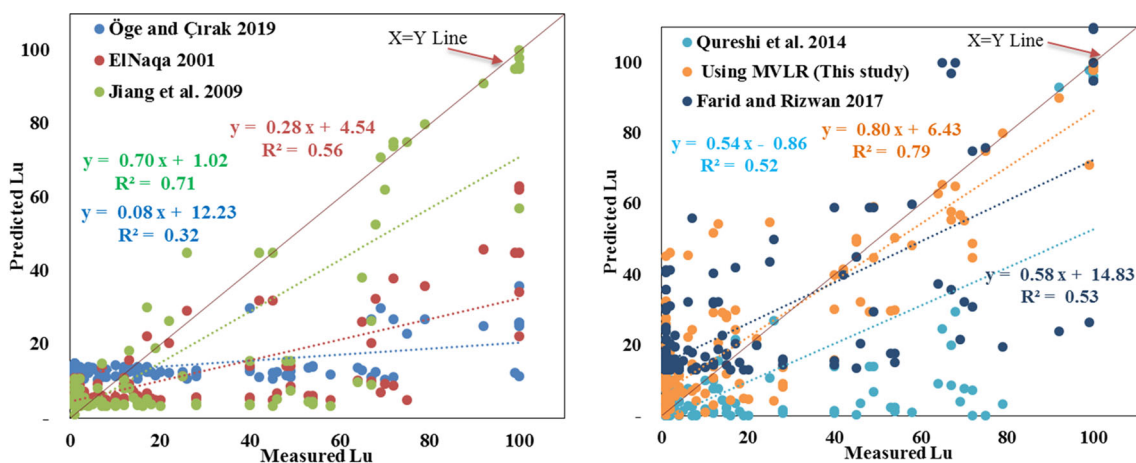 100
80
60
40
20
-
Predicted Lu
Öge and Çırak 2019
ElNaqa 2001
Jiang et al. 2009
X=Y Line
y = 0.28 x + 4.54
R² = 0.56
y = 0.70 x + 1.02
R² = 0.71
y = 0.08 x + 12.23
R² = 0.32
0 20 40 60 80 100
Measured Lu
100
80
60
40
20
-
Predicted Lu
Qureshi et al. 2014
Using MVLR (This study)
Farid and Rizwan 2017
X=Y Line
y = 0.54 x - 0.86
R² = 0.52
y = 0.80 x + 6.43
R² = 0.79
y = 0.58 x + 14.83
R² = 0.53
0 20 40 60 80 100
Measured Lu